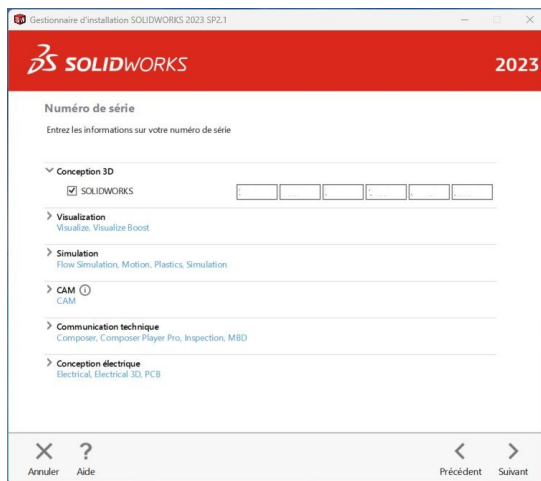 Gestionnaire d'installation SOLIDWORKS 2023 SP2.1
SOLIDWORKS
2023
Numéro de série
Entrez les informations sur votre numéro de série
Conception 3D
SOLIDWORKS
Visualization
Visualize, Visualize Boost
Simulation
Flow Simulation, Motion, Plastics, Simulation
CAM
CAM
Communication technique
Composer, Composer Player Pro, Inspection, MBD
Conception électrique
Electrical, Electrical 3D, PCB
Annuler
Aide
Précédent
Suivant